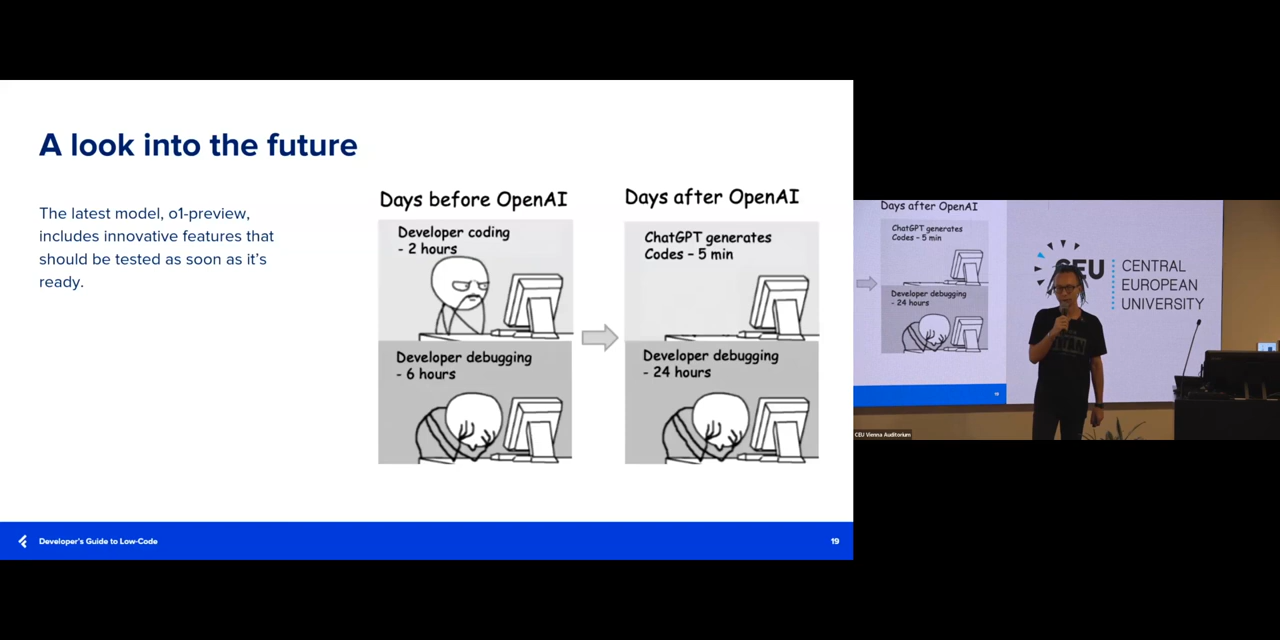 A look into the future
The latest model, o1-preview,
includes innovative features that
should be tested as soon as it's
ready.
Days before OpenAI
Developer coding
- 2 hours
Developer debugging
- 6 hours
Days after OpenAI
ChatGPT generates
Codes - 5 min
Developer debugging
- 24 hours
Developer's Guide to Low-Code
19
Days after OpenAI
ChatGPT generates
Codes - 5 min
Developer debugging
- 24 hours
19
CEU
CENTRAL
EUROPEAN
UNIVERSITY
CEU Vienna Auditorium